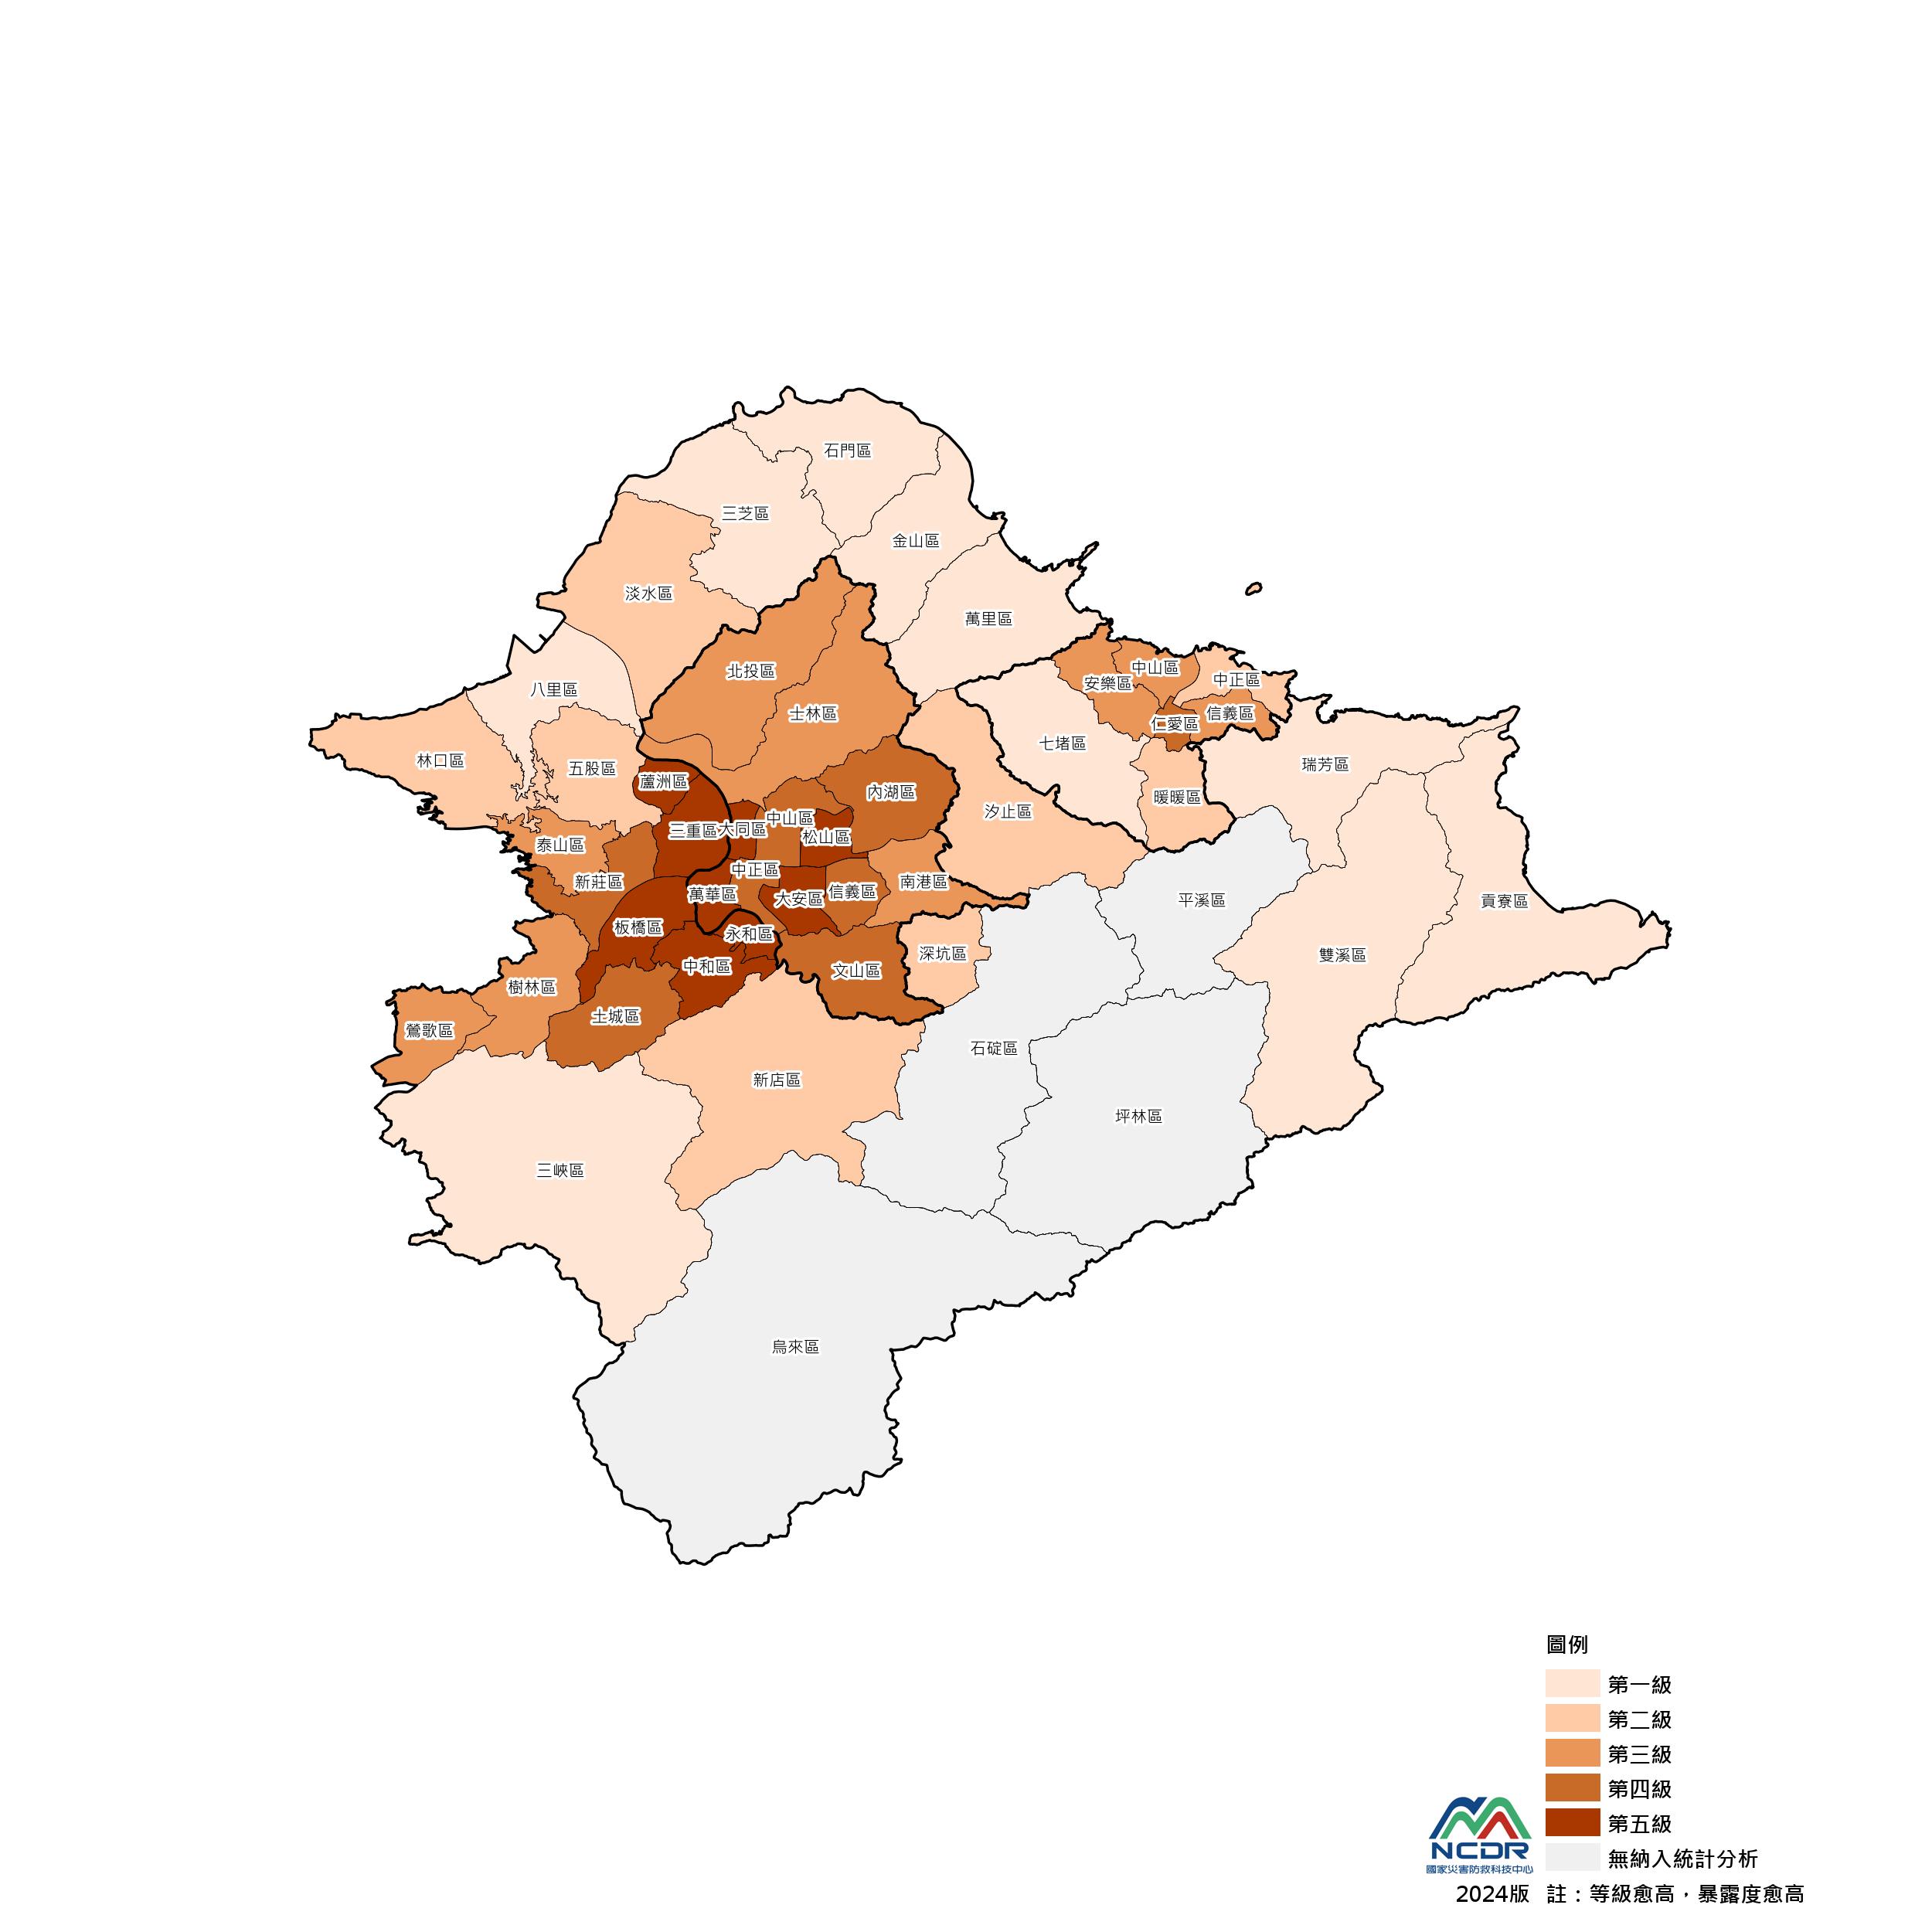 石門區
三芝區
金山區
淡水區
萬里區
北投區
中山區
中正區
安樂區
八里區
士林區
信義區
仁愛區
七堵區
林口區
五股區
瑞芳區
蘆洲區
內湖區
暖暖區
汐止區
中山區
三重區
大同區
松山區
泰山區
中正區
新莊區
南港區
萬華區
大安區
信義區
平溪區
貢寮區
板橋區
永和區
深坑區
雙溪區
中和區
文山區
樹林區
土城區
鶯歌區
石碇區
新店區
坪林區
三峽區
烏來區
圖例
第一級
第二級
第三級
第四級
第五級
無納入統計分析
NCDR
國家災害防救科技中心
2024版 註：等級愈高，暴露度愈高